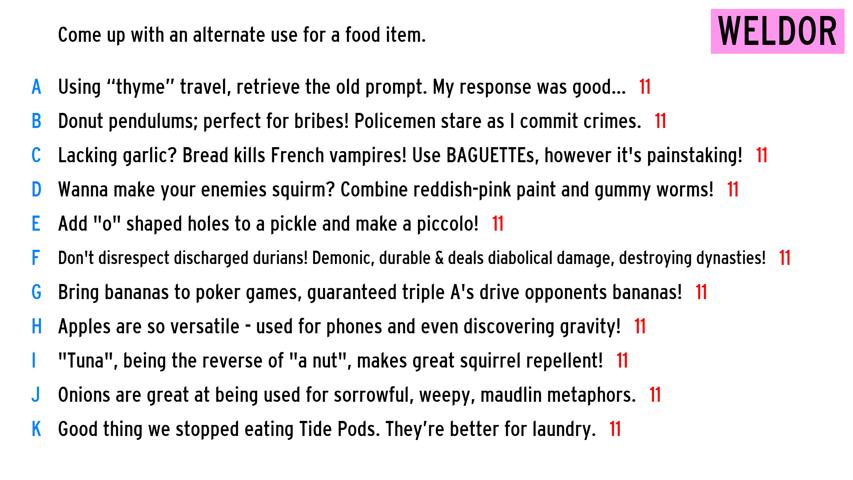 Come up with an alternate use for a food item.
WELDOR
A Using “thyme” travel, retrieve the old prompt. My response was good... 11
B Donut pendulums; perfect for bribes! Policemen stare as I commit crimes. 11
C Lacking garlic? Bread kills French vampires! Use BAGUETTEs, however it's painstaking! 11
D Wanna make your enemies squirm? Combine reddish-pink paint and gummy worms! 11
E Add "o" shaped holes to a pickle and make a piccolo! 11
F Don't disrespect discharged durians! Demonic, durable & deals diabolical damage, destroying dynasties! 11
G Bring bananas to poker games, guaranteed triple A's drive opponents bananas! 11
H Apples are so versatile - used for phones and even discovering gravity! 11
I "Tuna", being the reverse of "a nut", makes great squirrel repellent! 11
J Onions are great at being used for sorrowful, weepy, maudlin metaphors. 11
K Good thing we stopped eating Tide Pods. They’re better for laundry. 11